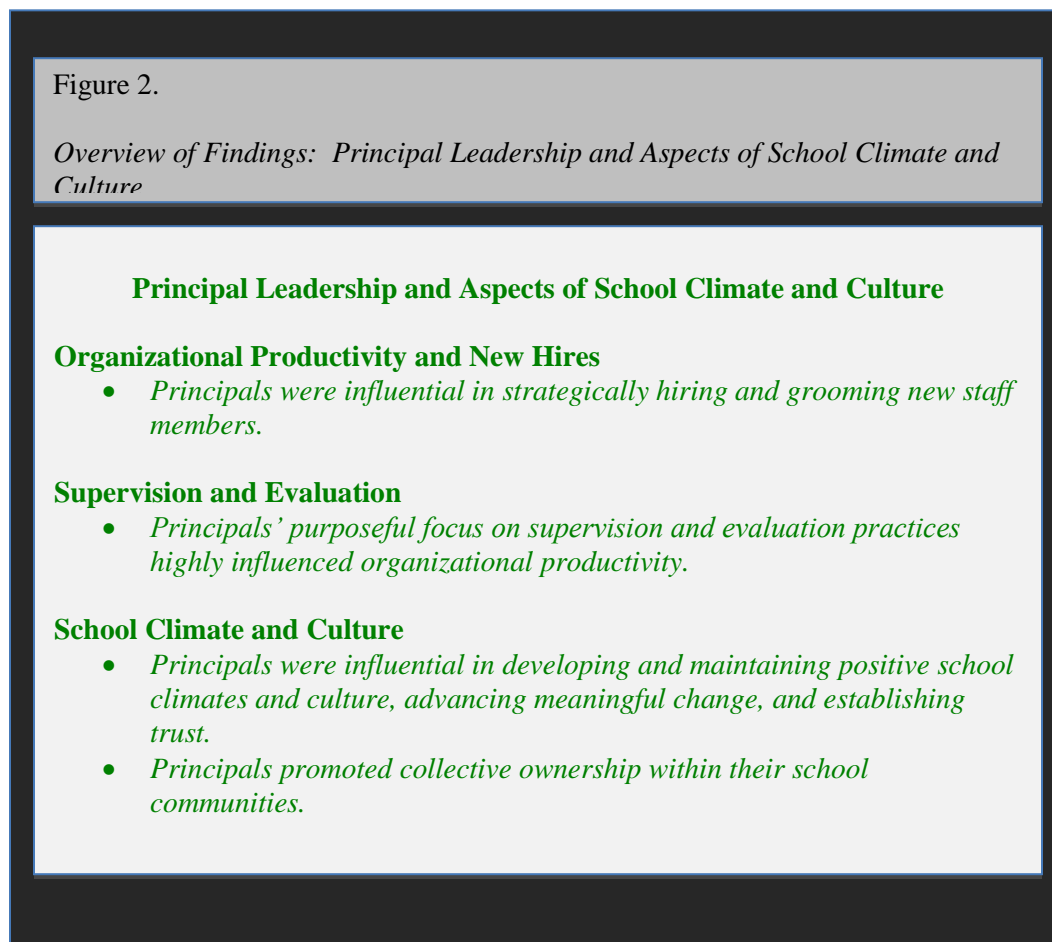 Figure 2.
Overview of Findings:  Principal Leadership and Aspects of School Climate and
Culture
Principal Leadership and Aspects of School Climate and Culture
Organizational Productivity and New Hires
• Principals were influential in strategically hiring and grooming new staff
members.
Supervision and Evaluation
• Principals’ purposeful focus on supervision and evaluation practices
highly influenced organizational productivity.
School Climate and Culture
• Principals were influential in developing and maintaining positive school
climates and culture, advancing meaningful change, and establishing
trust.
• Principals promoted collective ownership within their school
communities.